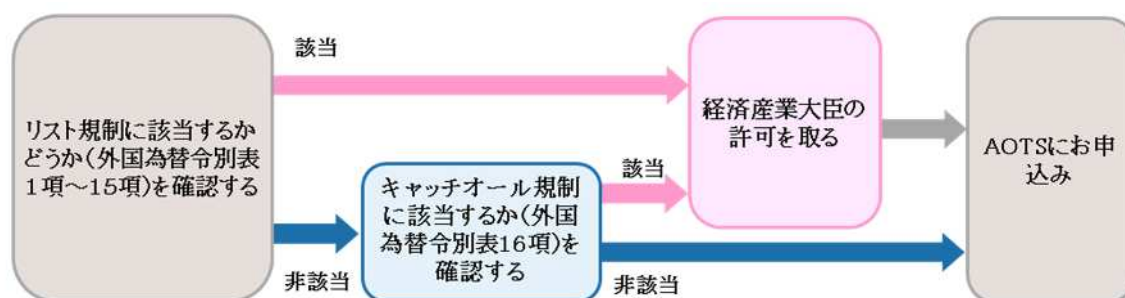 該当
リスト規制に該当するか
どうか(外国為替令別表
1項～15項)を確認する
非該当
キャッチオール規制
に該当するか(外国
為替令別表16項)を
確認する
該当
非該当
経済産業大臣の
許可を取る
AOTSにお申
込み